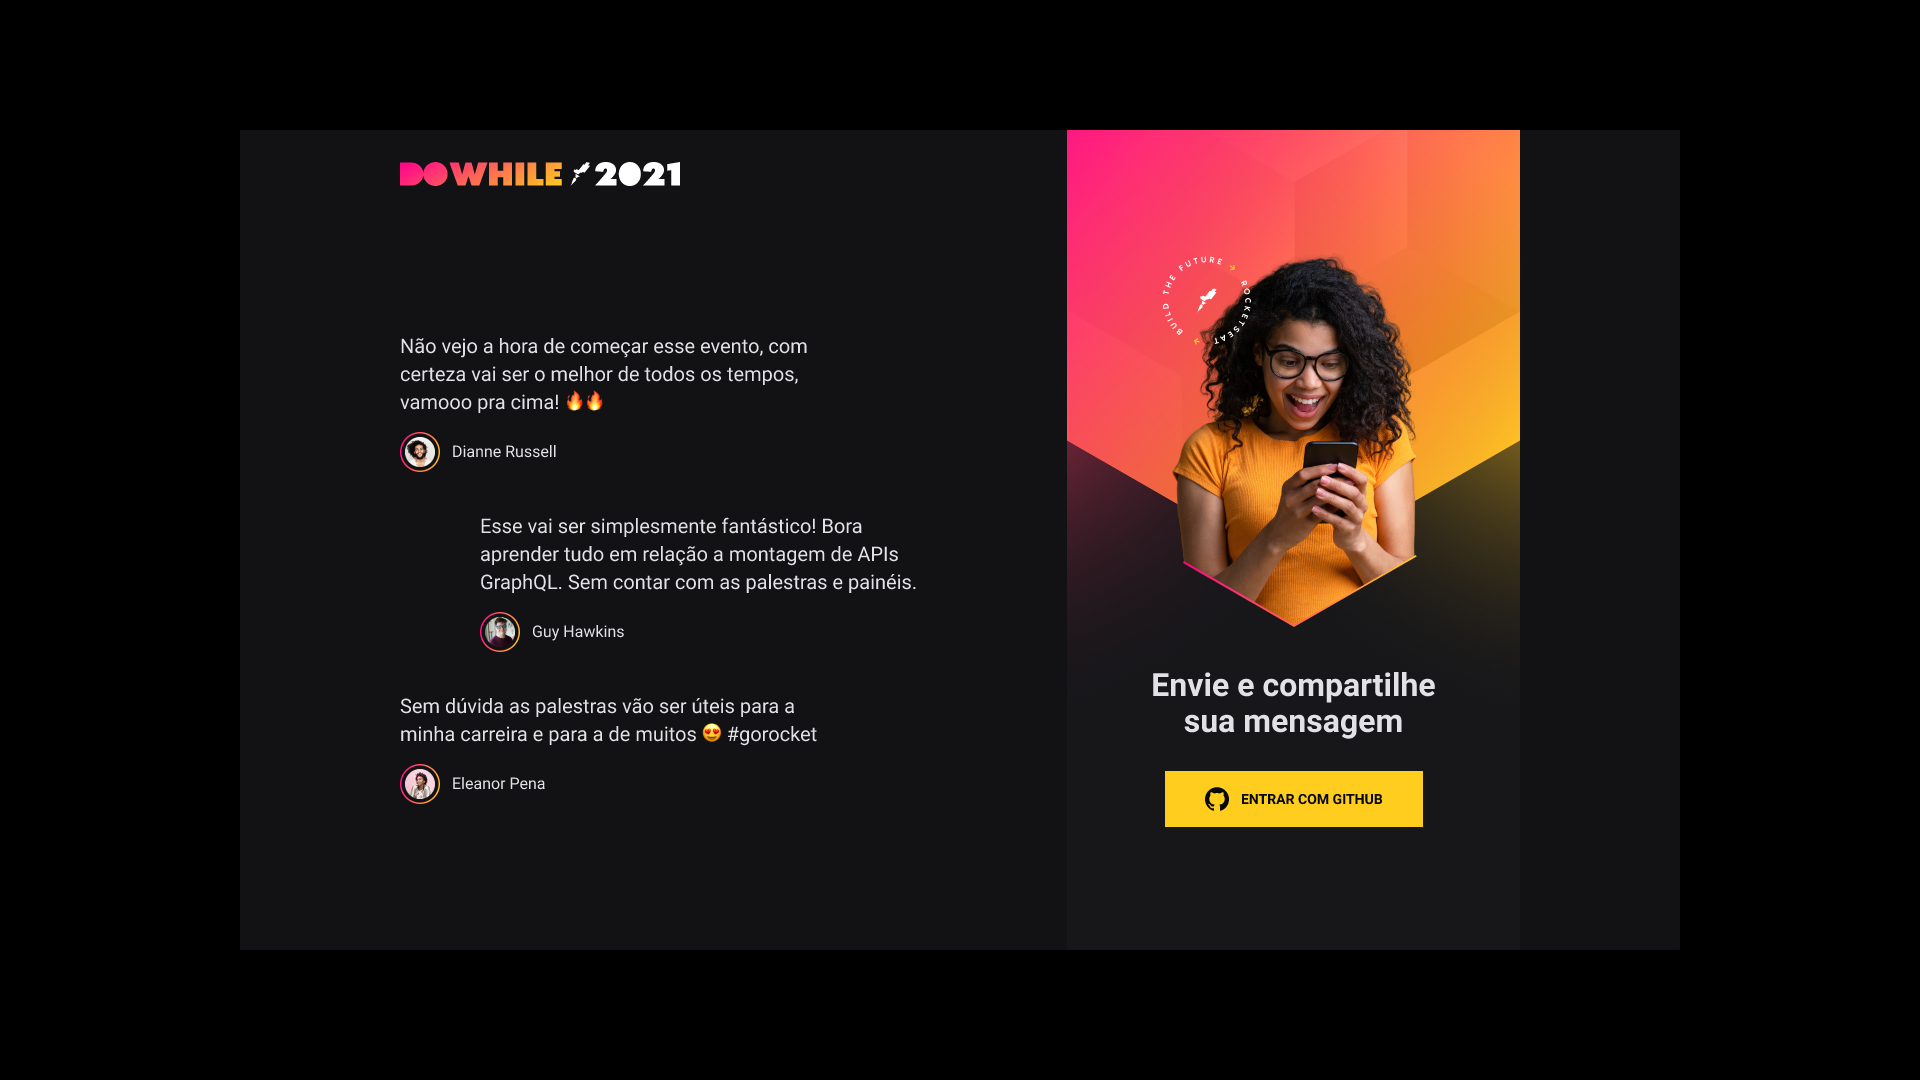 DOWHILE 2021
Não vejo a hora de começar esse evento, com
certeza vai ser o melhor de todos os tempos,
vamooo pra cima! 🔥🔥
Dianne Russell
Esse vai ser simplesmente fantástico! Bora
aprender tudo em relação a montagem de APIs
GraphQL. Sem contar com as palestras e painéis.
Guy Hawkins
Sem dúvida as palestras vão ser úteis para a
minha carreira e para a de muitos 😍 #gorocket
Eleanor Pena
BUILD THE FUTURE → ROCKETSEAT →
Envie e compartilhe
sua mensagem
ENTRAR COM GITHUB